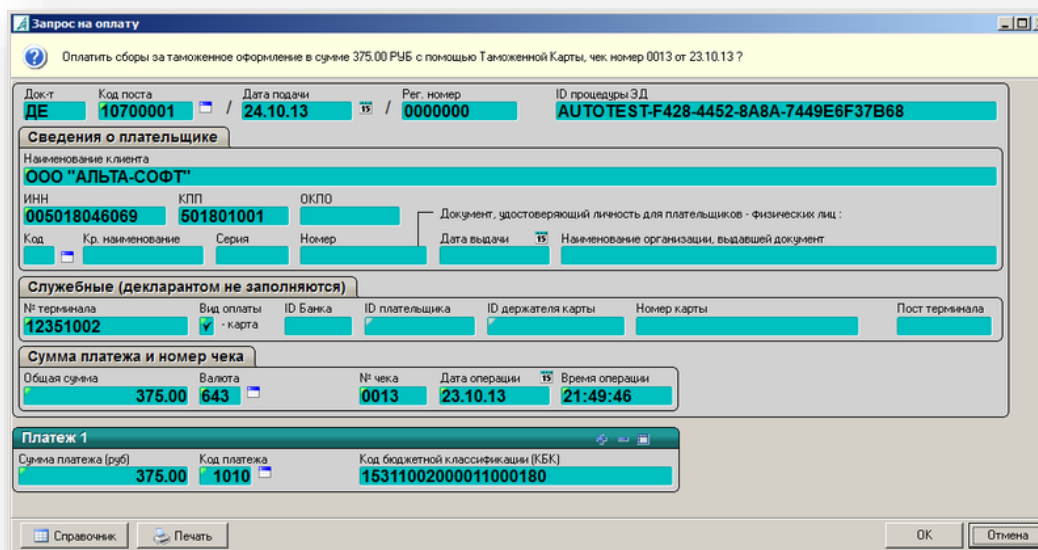 Запрос на оплату
Оплатить сборы за таможенное оформление в сумме 375.00 РУБ с помощью Таможенной Карты, чек номер 0013 от 23.10.13 ?
Док-т Код поста Дата подачи Рег. номер ID процедуры ЭД
ДЕ 10700001 / 24.10.13 15 / 0000000 AUTOTEST-F428-4452-8A8A-7449E6F37B68
Сведения о плательщике
Наименование клиента
ООО "АЛЬТА-СОФТ"
ИНН КПП ОКПО
005018046069 501801001
Документ, удостоверяющий личность для плательщиков - физических лиц :
Код Кр. наименование Серия Номер Дата выдачи 15 Наименование организации, выдавшей документ
Служебные (декларантом не заполняются)
№ терминала Вид оплаты ID Банка ID плательщика ID держателя карты Номер карты Пост терминала
12351002 - карта
Сумма платежа и номер чека
Общая сумма Валюта № чека Дата операции 15 Время операции
375.00 643 0013 23.10.13 21:49:46
Платеж 1
Сумма платежа (руб) Код платежа Код бюджетной классификации (КБК)
375.00 1010 15311002000011000180
Справочник Печать OK Отмена